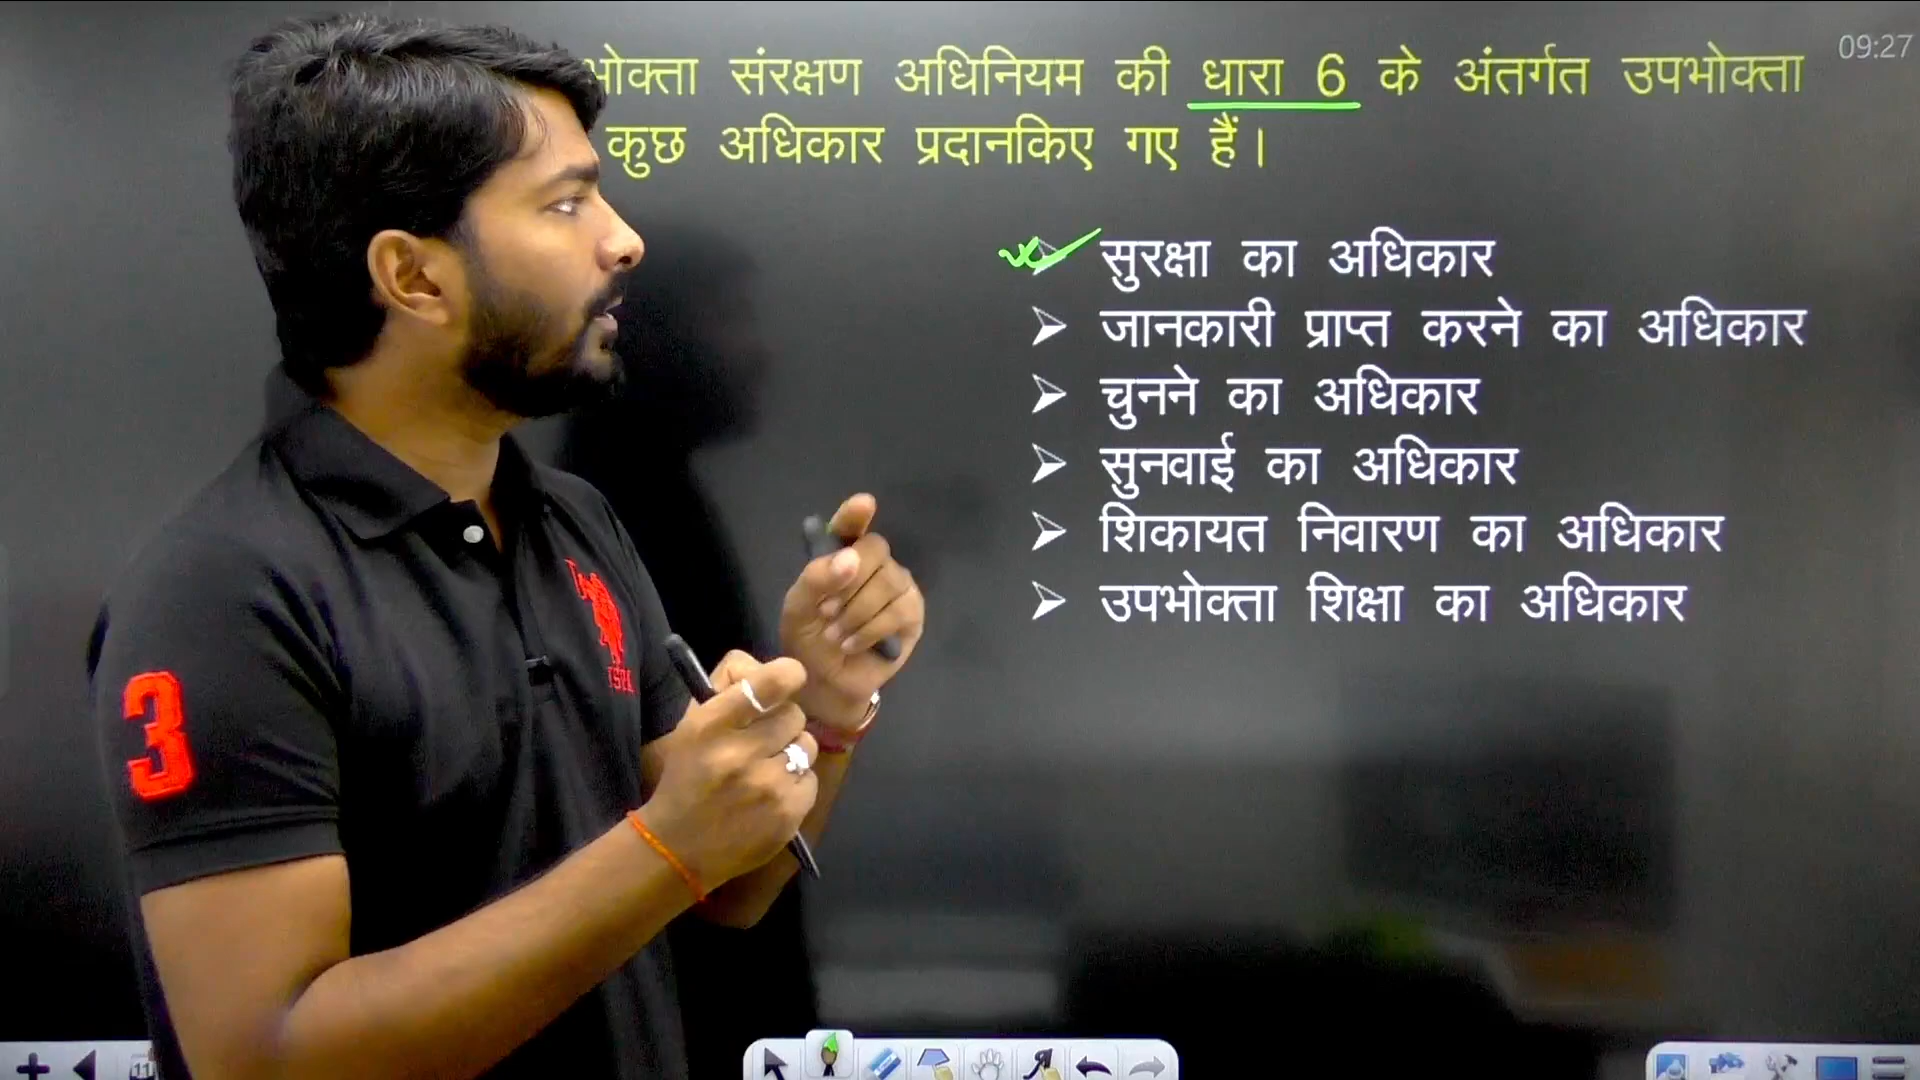 संरक्षण अधिनियम की धारा 6 के अंतर्गत उपभोक्ता
09:27
कुछ अधिकार प्रदानकिए गए हैं।
सुरक्षा का अधिकार
जानकारी प्राप्त करने का अधिकार
चुनने का अधिकार
सुनवाई का अधिकार
शिकायत निवारण का अधिकार
उपभोक्ता शिक्षा का अधिकार
3